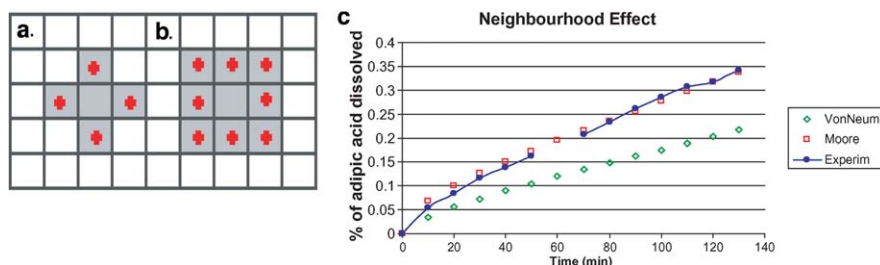 a.
b.
c
Neighbourhood Effect
% of adipic acid dissolved
0.4
0.35
0.3
0.25
0.2
0.15
0.1
0.05
0
0 20 40 60 80 100 120 140
Time (min)
VonNeum
Moore
Experim